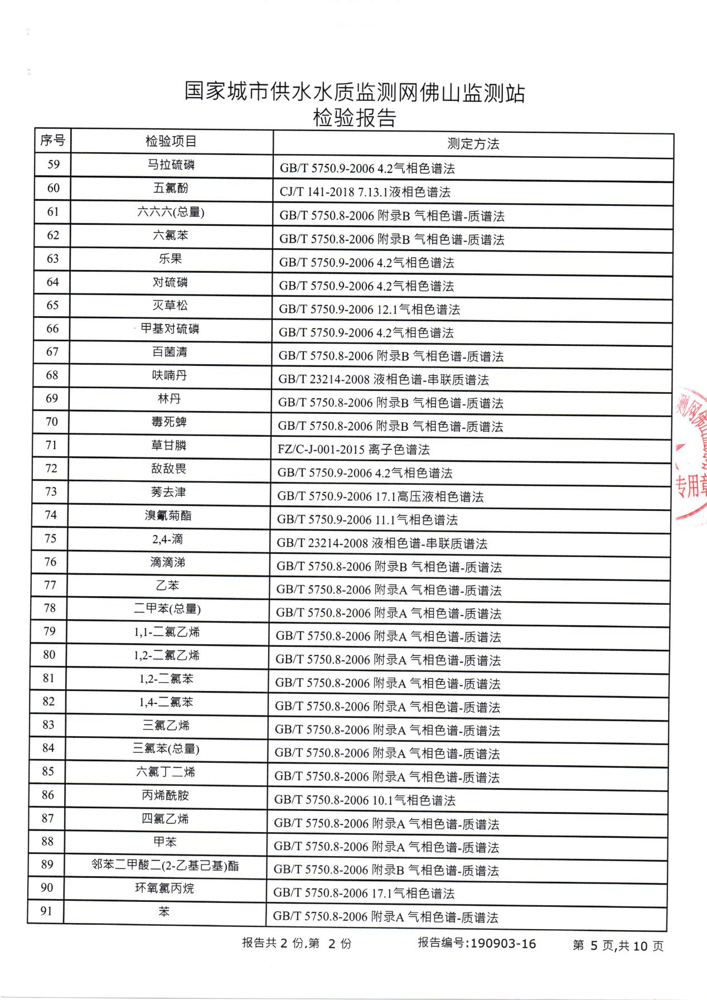 国家城市供水水质监测网佛山监测站
检验报告
序号 检验项目 测定方法
59 马拉硫磷 GB/T 5750.9-2006 4.2气相色谱法
60 五氯酚 CJ/T 141-2018 7.13.1液相色谱法
61 六六六(总量) GB/T 5750.8-2006 附录B 气相色谱-质谱法
62 六氯苯 GB/T 5750.8-2006 附录B 气相色谱-质谱法
63 乐果 GB/T 5750.9-2006 4.2气相色谱法
64 对硫磷 GB/T 5750.9-2006 4.2气相色谱法
65 灭草松 GB/T 5750.9-2006 12.1气相色谱法
66 甲基对硫磷 GB/T 5750.9-2006 4.2气相色谱法
67 百菌清 GB/T 5750.8-2006 附录B 气相色谱-质谱法
68 呋喃丹 GB/T 23214-2008 液相色谱-串联质谱法
69 林丹 GB/T 5750.8-2006 附录B 气相色谱-质谱法
70 毒死蜱 GB/T 5750.8-2006 附录B 气相色谱-质谱法
71 草甘膦 FZ/C-J-001-2015 离子色谱法
72 敌敌畏 GB/T 5750.9-2006 4.2气相色谱法
73 莠去津 GB/T 5750.9-2006 17.1高压液相色谱法
74 溴氰菊酯 GB/T 5750.9-2006 11.1气相色谱法
75 2,4-滴 GB/T 23214-2008 液相色谱-串联质谱法
76 滴滴涕 GB/T 5750.8-2006 附录B 气相色谱-质谱法
77 乙苯 GB/T 5750.8-2006 附录A 气相色谱-质谱法
78 二甲苯(总量) GB/T 5750.8-2006 附录A 气相色谱-质谱法
79 1,1-二氯乙烯 GB/T 5750.8-2006 附录A 气相色谱-质谱法
80 1,2-二氯乙烯 GB/T 5750.8-2006 附录A 气相色谱-质谱法
81 1,2-二氯苯 GB/T 5750.8-2006 附录A 气相色谱-质谱法
82 1,4-二氯苯 GB/T 5750.8-2006 附录A 气相色谱-质谱法
83 三氯乙烯 GB/T 5750.8-2006 附录A 气相色谱-质谱法
84 三氯苯(总量) GB/T 5750.8-2006 附录A 气相色谱-质谱法
85 六氯丁二烯 GB/T 5750.8-2006 附录A 气相色谱-质谱法
86 丙烯酰胺 GB/T 5750.8-2006 10.1气相色谱法
87 四氯乙烯 GB/T 5750.8-2006 附录A 气相色谱-质谱法
88 甲苯 GB/T 5750.8-2006 附录A 气相色谱-质谱法
89 邻苯二甲酸二(2-乙基己基)酯 GB/T 5750.8-2006 附录B 气相色谱-质谱法
90 环氧氯丙烷 GB/T 5750.8-2006 17.1气相色谱法
91 苯 GB/T 5750.8-2006 附录A 气相色谱-质谱法
测网佛山
专用章
报告共 2 份,第 2 份 报告编号:190903-16 第 5 页,共 10 页